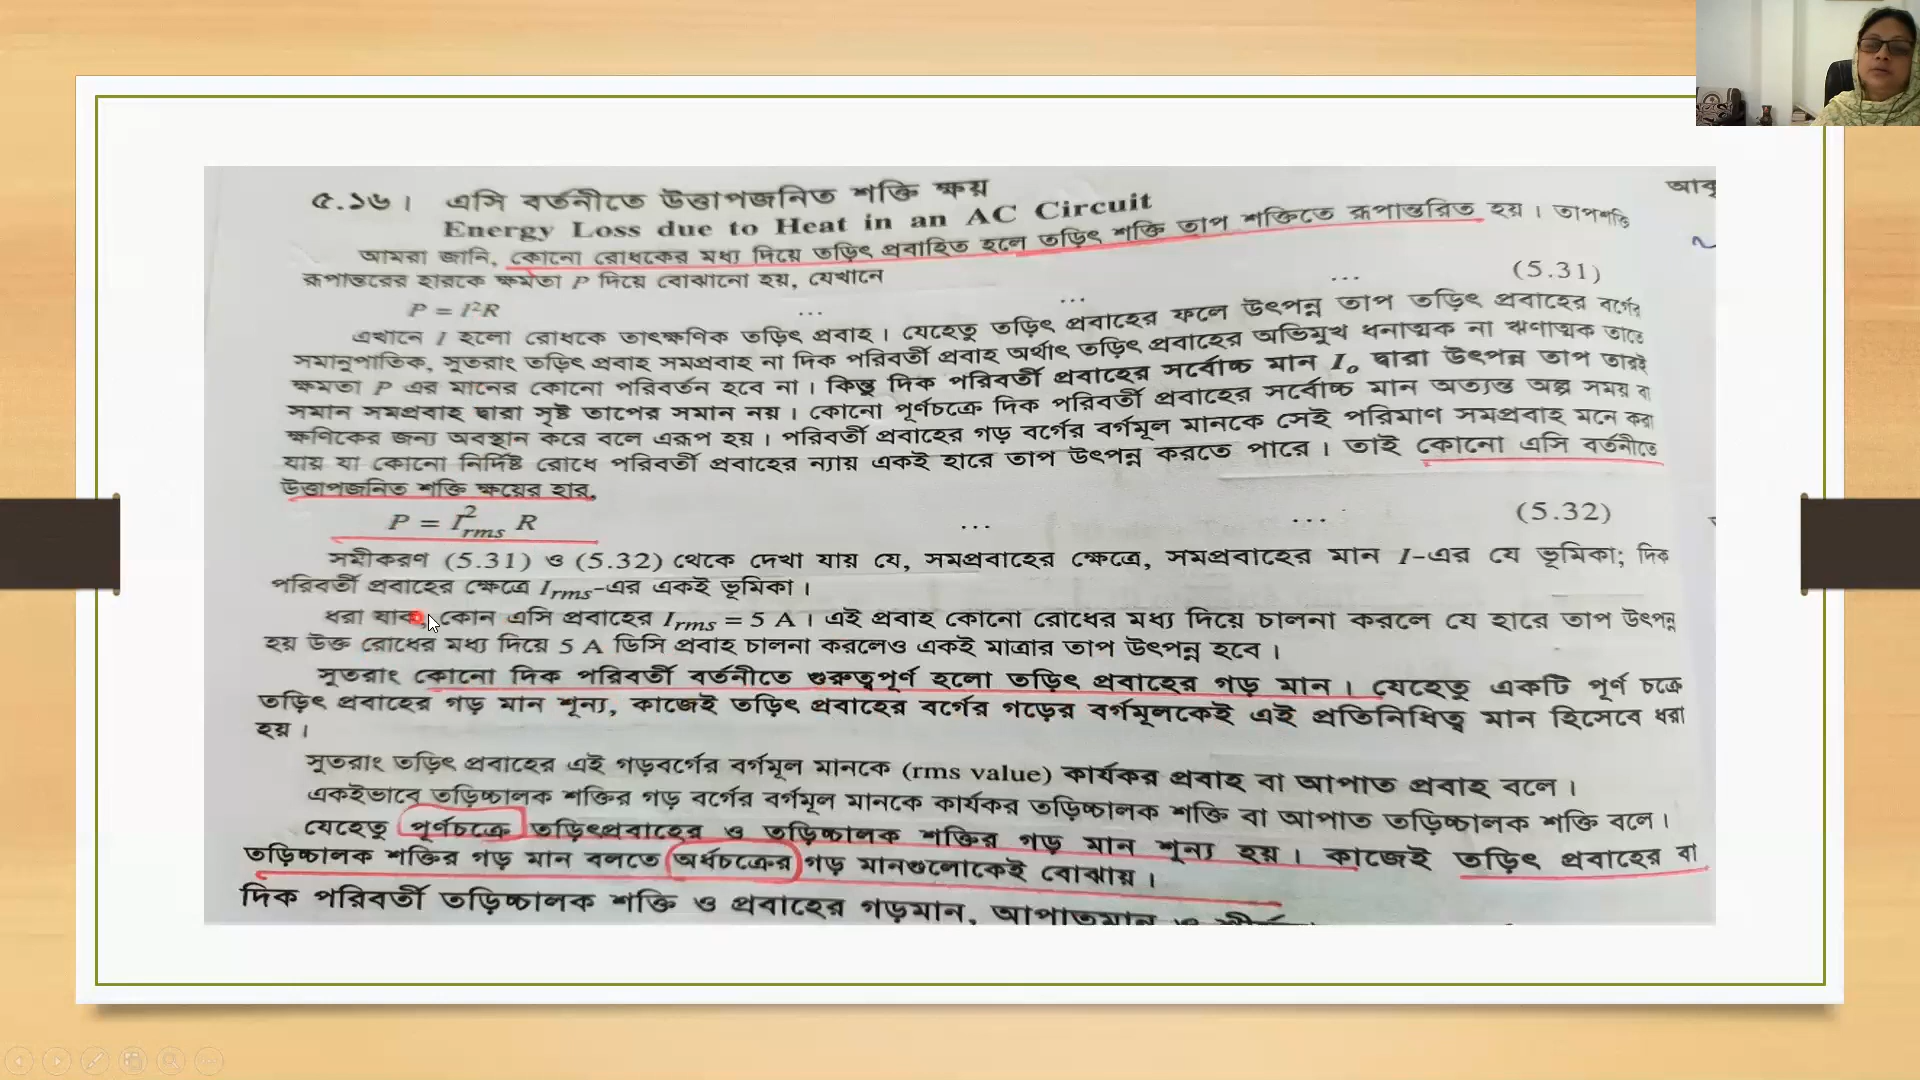 ৫.১৬। এসি বর্তনীতে উত্তাপজনিত শক্তি ক্ষয়
Energy Loss due to Heat in an AC Circuit
আমরা জানি, কোনো রোধকের মধ্য দিয়ে তড়িৎ প্রবাহিত হলে তড়িৎ শক্তি তাপ শক্তিতে রূপান্তরিত হয়। তাপশক্তি
রূপান্তরের হারকে ক্ষমতা P দিয়ে বোঝানো হয়, যেখানে
P = I²R ... ... ... (5.31)
এখানে I হলো রোধকে তাৎক্ষণিক তড়িৎ প্রবাহ। যেহেতু তড়িৎ প্রবাহের ফলে উৎপন্ন তাপ তড়িৎ প্রবাহের বর্গের
সমানুপাতিক, সুতরাং তড়িৎ প্রবাহ সমপ্রবাহ না দিক পরিবর্তী প্রবাহ অর্থাৎ তড়িৎ প্রবাহের অভিমুখ ধনাত্মক না ঋণাত্মক তাতে
ক্ষমতা P এর মানের কোনো পরিবর্তন হবে না। কিন্তু দিক পরিবর্তী প্রবাহের সর্বোচ্চ মান Iₒ দ্বারা উৎপন্ন তাপ তারই
সমান সমপ্রবাহ দ্বারা সৃষ্ট তাপের সমান নয়। কোনো পূর্ণচক্রে দিক পরিবর্তী প্রবাহের সর্বোচ্চ মান অত্যন্ত অল্প সময় বা
ক্ষণিকের জন্য অবস্থান করে বলে এরূপ হয়। পরিবর্তী প্রবাহের গড় বর্গের বর্গমূল মানকে সেই পরিমাণ সমপ্রবাহ মনে করা
যায় যা কোনো নির্দিষ্ট রোধে পরিবর্তী প্রবাহের ন্যায় একই হারে তাপ উৎপন্ন করতে পারে। তাই কোনো এসি বর্তনীতে
উত্তাপজনিত শক্তি ক্ষয়ের হার,
P = I²rms R ... ... (5.32)
সমীকরণ (5.31) ও (5.32) থেকে দেখা যায় যে, সমপ্রবাহের ক্ষেত্রে, সমপ্রবাহের মান I-এর যে ভূমিকা; দিক
পরিবর্তী প্রবাহের ক্ষেত্রে Irms-এর একই ভূমিকা।
ধরা যাক, কোন এসি প্রবাহের Irms = 5 A। এই প্রবাহ কোনো রোধের মধ্য দিয়ে চালনা করলে যে হারে তাপ উৎপন্ন
হয় উক্ত রোধের মধ্য দিয়ে 5 A ডিসি প্রবাহ চালনা করলেও একই মাত্রার তাপ উৎপন্ন হবে।
সুতরাং কোনো দিক পরিবর্তী বর্তনীতে গুরুত্বপূর্ণ হলো তড়িৎ প্রবাহের গড় মান। যেহেতু একটি পূর্ণ চক্রে
তড়িৎ প্রবাহের গড় মান শূন্য, কাজেই তড়িৎ প্রবাহের বর্গের গড়ের বর্গমূলকেই এই প্রতিনিধিত্ব মান হিসেবে ধরা
হয়।
সুতরাং তড়িৎ প্রবাহের এই গড়বর্গের বর্গমূল মানকে (rms value) কার্যকর প্রবাহ বা আপাত প্রবাহ বলে।
একইভাবে তড়িচ্চালক শক্তির গড় বর্গের বর্গমূল মানকে কার্যকর তড়িচ্চালক শক্তি বা আপাত তড়িচ্চালক শক্তি বলে।
যেহেতু পূর্ণচক্রে তড়িৎপ্রবাহের ও তড়িচ্চালক শক্তির গড় মান শূন্য হয়। কাজেই তড়িৎ প্রবাহের বা
তড়িচ্চালক শক্তির গড় মান বলতে অর্ধচক্রের গড় মানগুলোকেই বোঝায়।
দিক পরিবর্তী তড়িচ্চালক শক্তি ও প্রবাহের গড়মান, আপাতমান ও